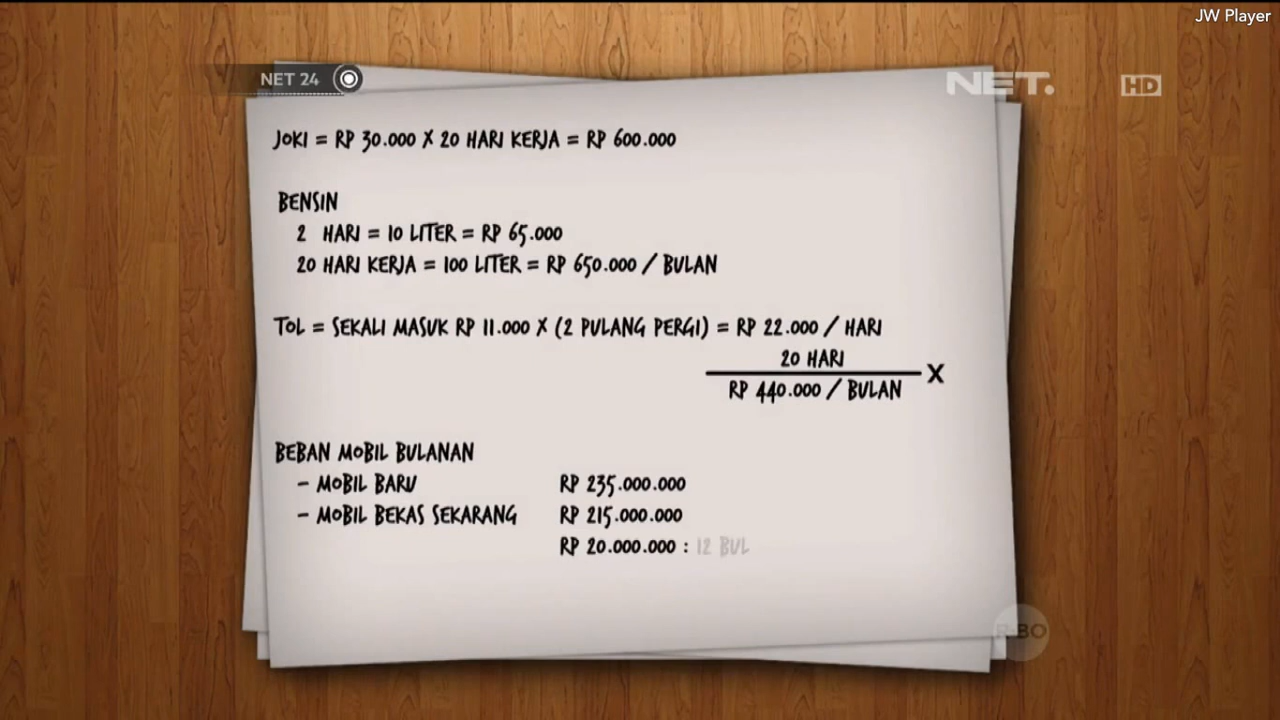 JW Player
NET 24
NET.
HD
JOKI = RP 30.000 X 20 HARI KERJA = RP 600.000
BENSIN
2 HARI = 10 LITER = RP 65.000
20 HARI KERJA = 100 LITER = RP 650.000 / BULAN
TOL = SEKALI MASUK RP 11.000 X (2 PULANG PERGI) = RP 22.000 / HARI
20 HARI
X
RP 440.000 / BULAN
BEBAN MOBIL BULANAN
- MOBIL BARU RP 235.000.000
- MOBIL BEKAS SEKARANG RP 215.000.000
RP 20.000.000 : 12 BUL